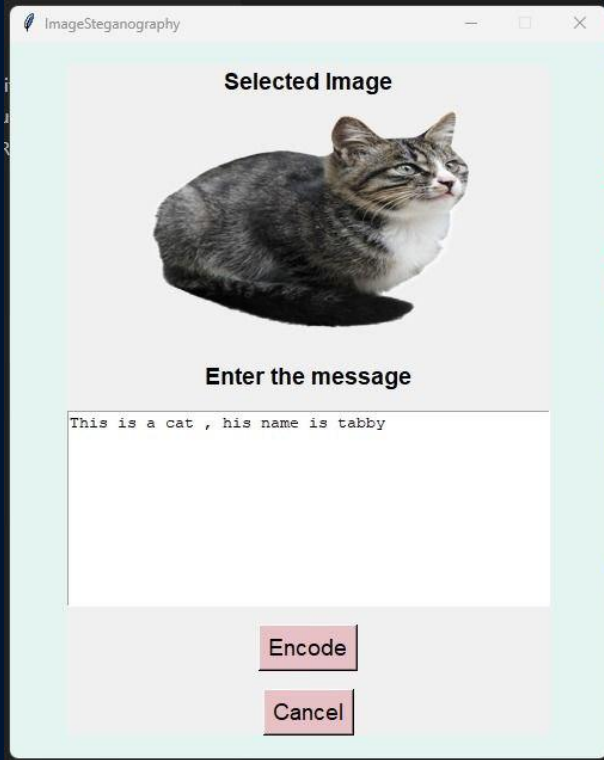 ImageSteganography
Selected Image
Enter the message
This is a cat , his name is tabby
Encode
Cancel